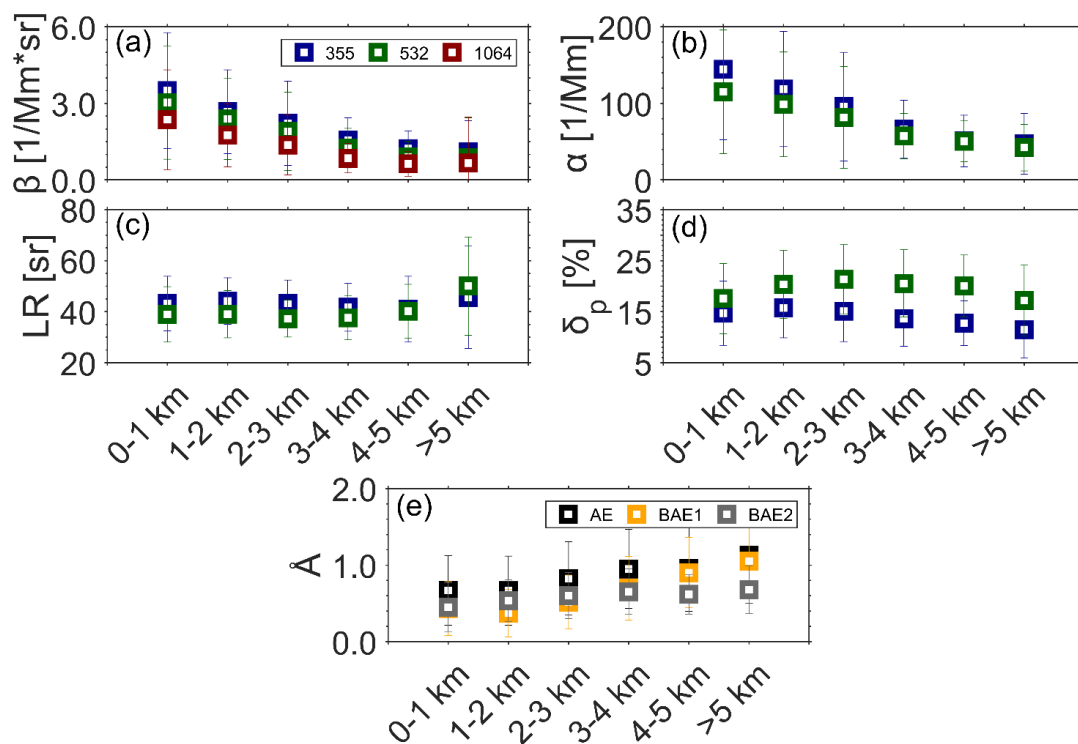 (a)
355 532 1064
β [1/Mm*sr]
6.0
3.0
0.0
(b)
α [1/Mm]
200
100
0
(c)
LR [sr]
80
60
40
20
0-1 km
1-2 km
2-3 km
3-4 km
4-5 km
>5 km
(d)
δp [%]
35
25
15
5
0-1 km
1-2 km
2-3 km
3-4 km
4-5 km
>5 km
(e)
AE BAE1 BAE2
Å
2.0
1.0
0.0
0-1 km
1-2 km
2-3 km
3-4 km
4-5 km
>5 km